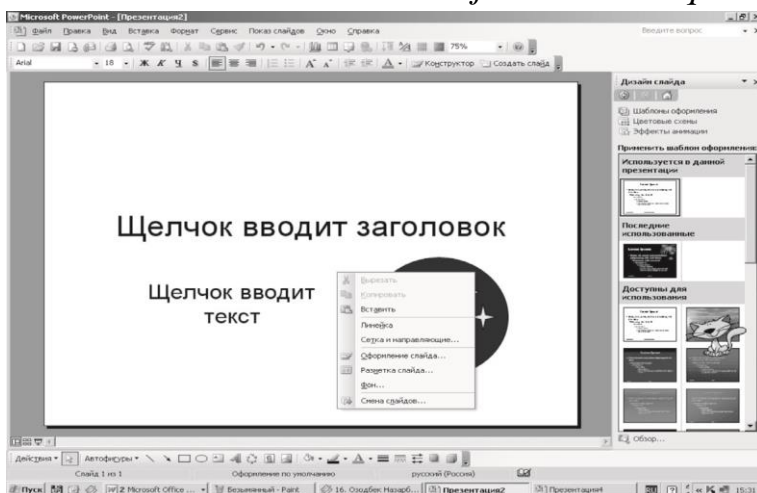 Microsoft PowerPoint - [Презентация2]
Файл Правка Вид Вставка Формат Сервис Показ слайдов Окно Справка
Введите вопрос
75%
Arial 18 Ж К Ч S Конструктор Создать слайд
Дизайн слайда
Шаблоны оформления
Цветовые схемы
Эффекты анимации
Применить шаблон оформления:
Используется в данной презентации
Последние использованные
Доступны для использования
Обзор...
Щелчок вводит заголовок
Щелчок вводит
текст
Вырезать
Копировать
Вставить
Линейка
Сетка и направляющие...
Оформление слайда...
Разметка слайда...
Фон...
Смена слайдов...
Действия Автофигуры
Слайд 1 из 1 Оформление по умолчанию русский (Россия)
Пуск 2 Microsoft Office ... Безымянный - Paint 16. Озодбек Назарб... Презентация2 Презентация4 15:31